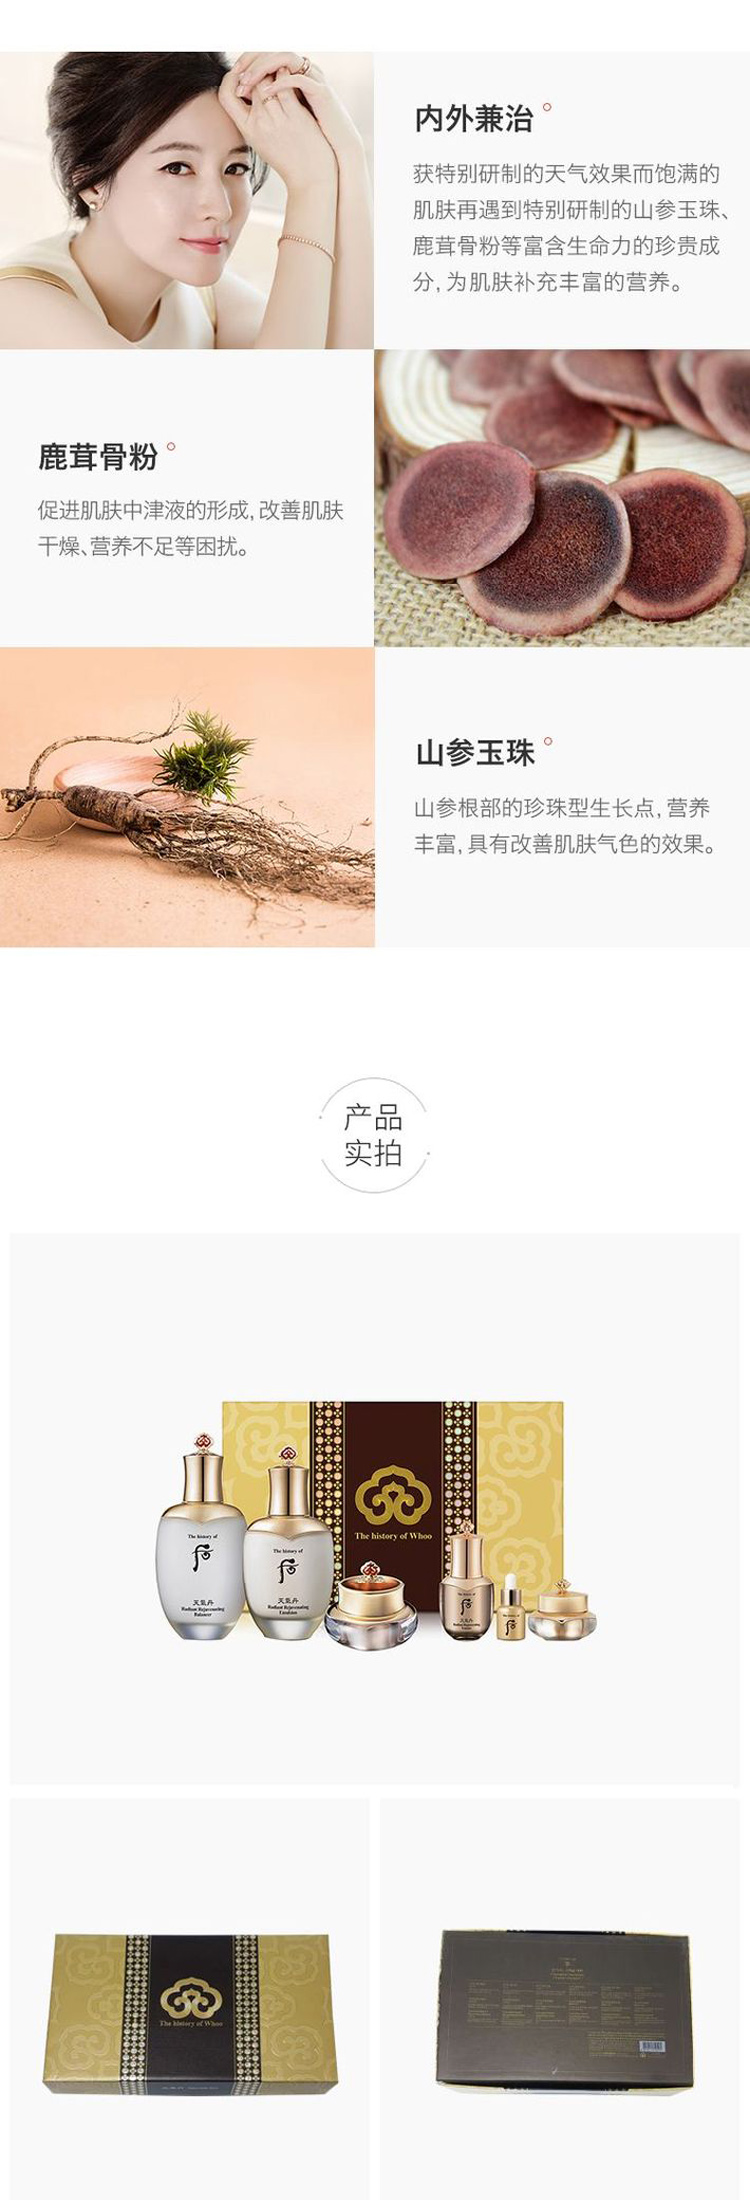 内外兼治
获特别研制的天气效果而饱满的
肌肤再遇到特别研制的山参玉珠、
鹿茸骨粉等富含生命力的珍贵成
分，为肌肤补充丰富的营养。
鹿茸骨粉
促进肌肤中津液的形成，改善肌肤
干燥、营养不足等困扰。
山参玉珠
山参根部的珍珠型生长点，营养
丰富，具有改善肌肤气色的效果。
产品
实拍
The history of Whoo
The history of
后
天氣丹
Radiant Rejuvenating
Balancer
The history of
后
天氣丹
Radiant Rejuvenating
Emulsion
The history of Whoo